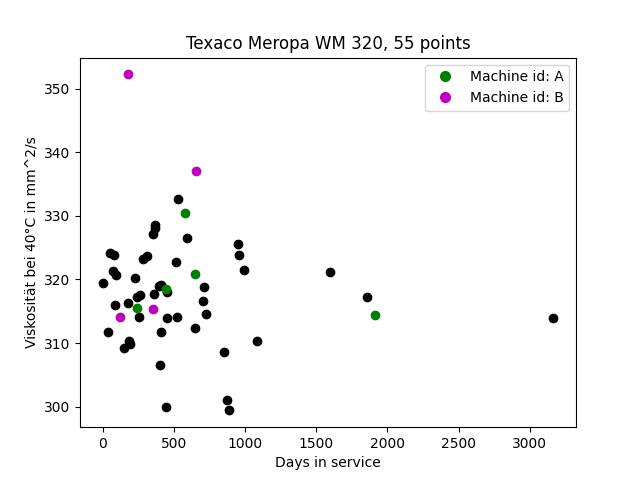 Texaco Meropa WM 320, 55 points
Machine id: A
Machine id: B
Viskosität bei 40°C in mm^2/s
350
340
330
320
310
300
0 500 1000 1500 2000 2500 3000
Days in service